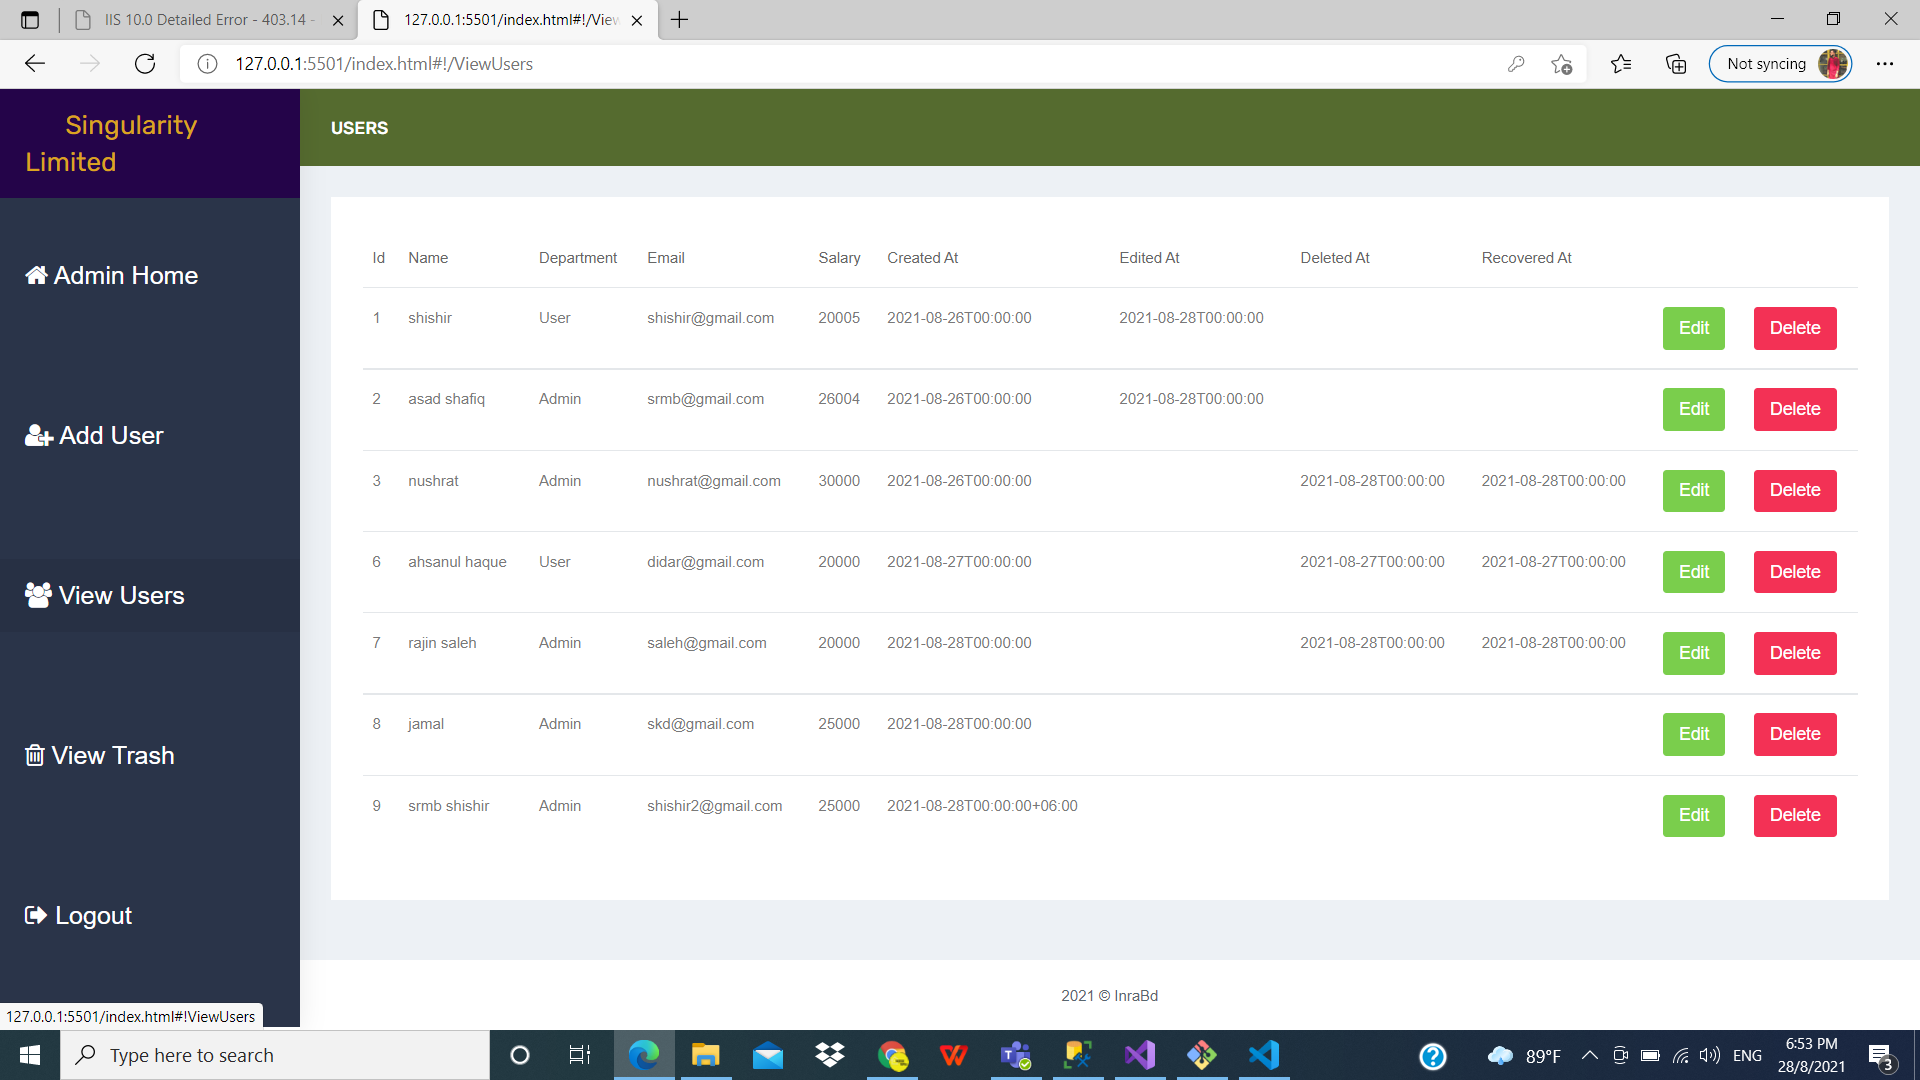 IIS 10.0 Detailed Error - 403.14 -
127.0.0.1:5501/index.html#!/View
127.0.0.1:5501/index.html#!/ViewUsers
Not syncing
Singularity
Limited
USERS
Admin Home
Add User
View Users
View Trash
Logout
Id Name Department Email Salary Created At Edited At Deleted At Recovered At
1 shishir User shishir@gmail.com 20005 2021-08-26T00:00:00 2021-08-28T00:00:00 Edit Delete
2 asad shafiq Admin srmb@gmail.com 26004 2021-08-26T00:00:00 2021-08-28T00:00:00 Edit Delete
3 nushrat Admin nushrat@gmail.com 30000 2021-08-26T00:00:00 2021-08-28T00:00:00 2021-08-28T00:00:00 Edit Delete
6 ahsanul haque User didar@gmail.com 20000 2021-08-27T00:00:00 2021-08-27T00:00:00 2021-08-27T00:00:00 Edit Delete
7 rajin saleh Admin saleh@gmail.com 20000 2021-08-28T00:00:00 2021-08-28T00:00:00 2021-08-28T00:00:00 Edit Delete
8 jamal Admin skd@gmail.com 25000 2021-08-28T00:00:00 Edit Delete
9 srmb shishir Admin shishir2@gmail.com 25000 2021-08-28T00:00:00+06:00 Edit Delete
2021 © InraBd
127.0.0.1:5501/index.html#!ViewUsers
Type here to search
89°F
ENG
6:53 PM
28/8/2021
3